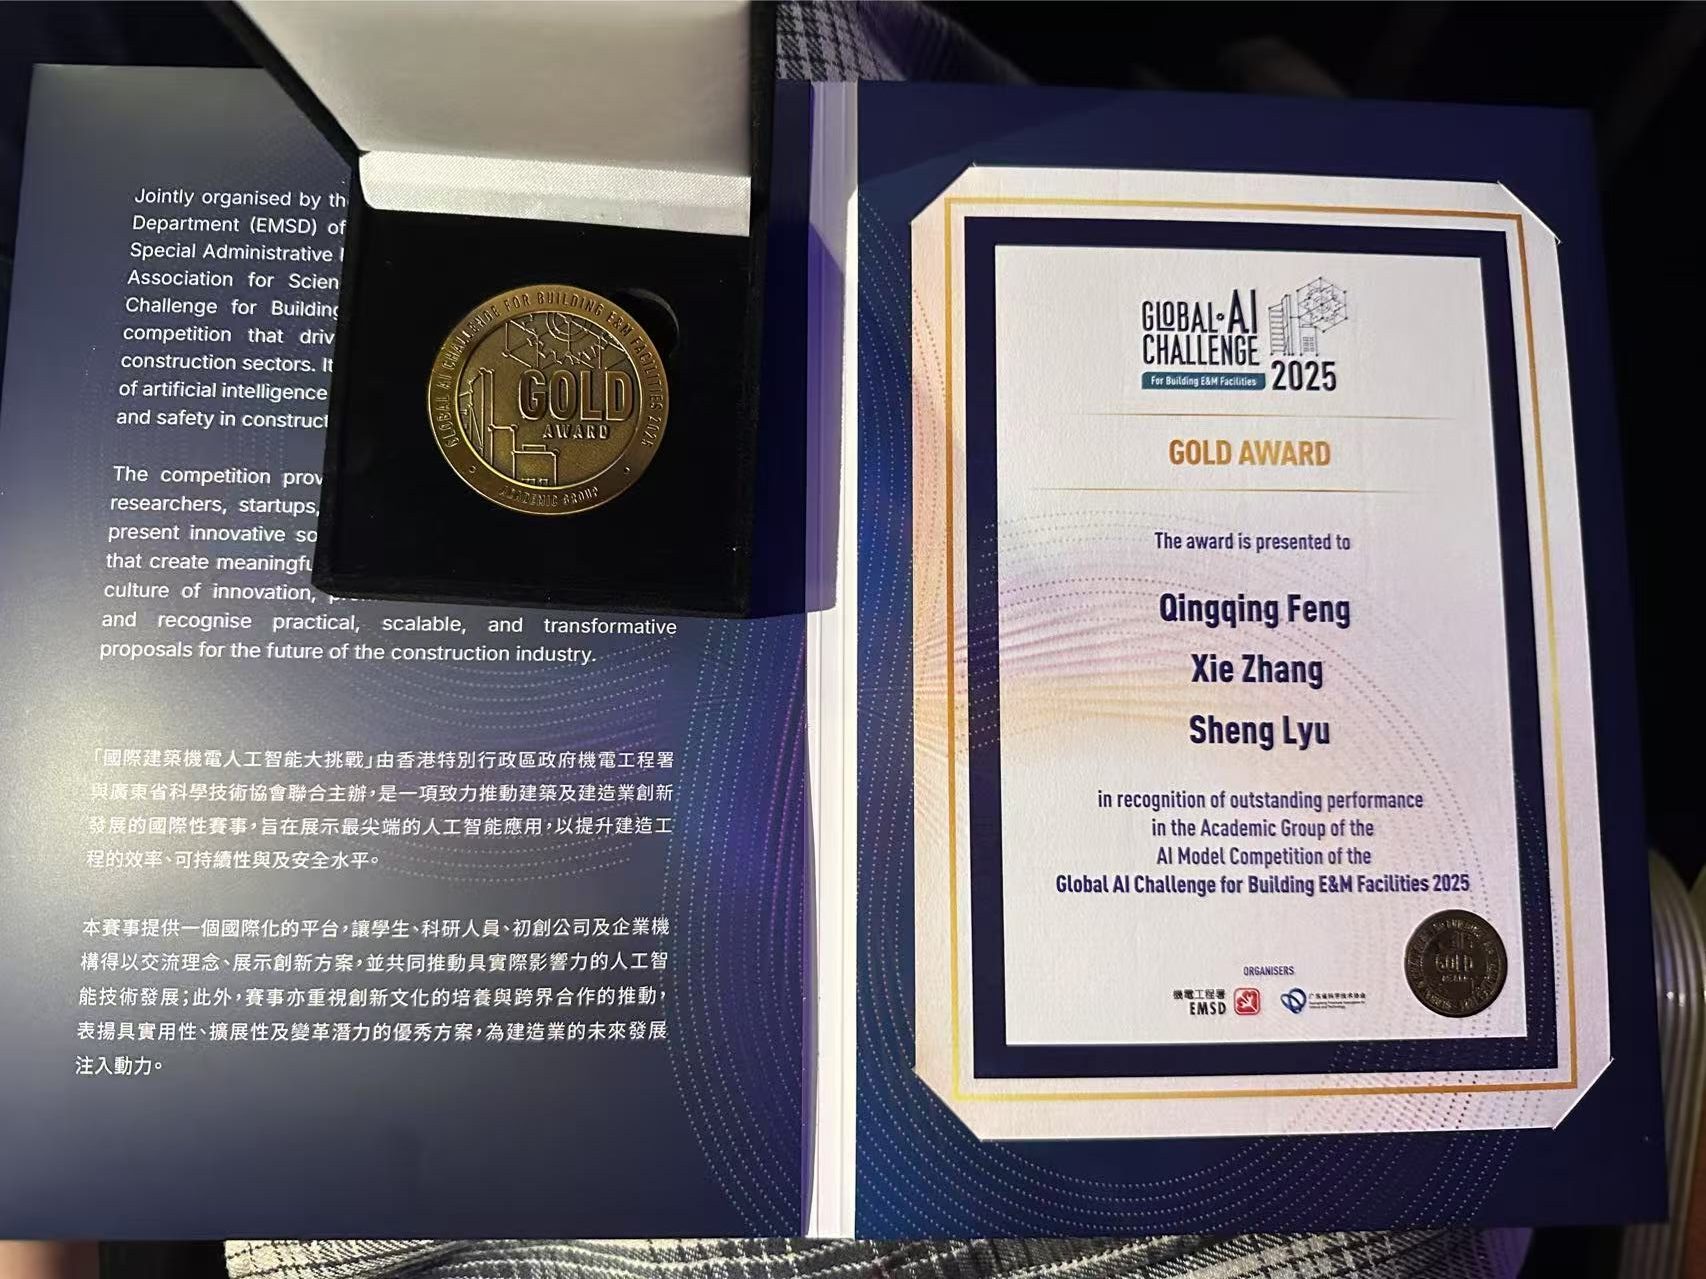 Jointly organised by th
Department (EMSD) of
Special Administrative
Association for Scien
Challenge for Building
competition that driv
construction sectors. It
of artificial intelligence
and safety in construct
The competition prov
researchers, startups,
present innovative so
that create meaningfu
culture of innovation,
and recognise practical, scalable, and transformative
proposals for the future of the construction industry.
「國際建築機電人工智能大挑戰」由香港特別行政區政府機電工程署
與廣東省科學技術協會聯合主辦，是一項致力推動建築及建造業創新
發展的國際性賽事，旨在展示最尖端的人工智能應用，以提升建造工
程的效率、可持續性與及安全水平。
本賽事提供一個國際化的平台，讓學生、科研人員、初創公司及企業機
構得以交流理念、展示創新方案，並共同推動具實際影響力的人工智
能技術發展；此外，賽事亦重視創新文化的培養與跨界合作的推動，
表揚具實用性、擴展性及變革潛力的優秀方案，為建造業的未來發展
注入動力。
GLOBAL AI CHALLENGE FOR BUILDING E&M FACILITIES 2025
GOLD
AWARD
ACADEMIC GROUP
GLOBAL AI
CHALLENGE
For Building E&M Facilities 2025
GOLD AWARD
The award is presented to
Qingqing Feng
Xie Zhang
Sheng Lyu
in recognition of outstanding performance
in the Academic Group of the
AI Model Competition of the
Global AI Challenge for Building E&M Facilities 2025
ORGANISERS
機電工程署
EMSD
广东省科学技术协会
GOLD